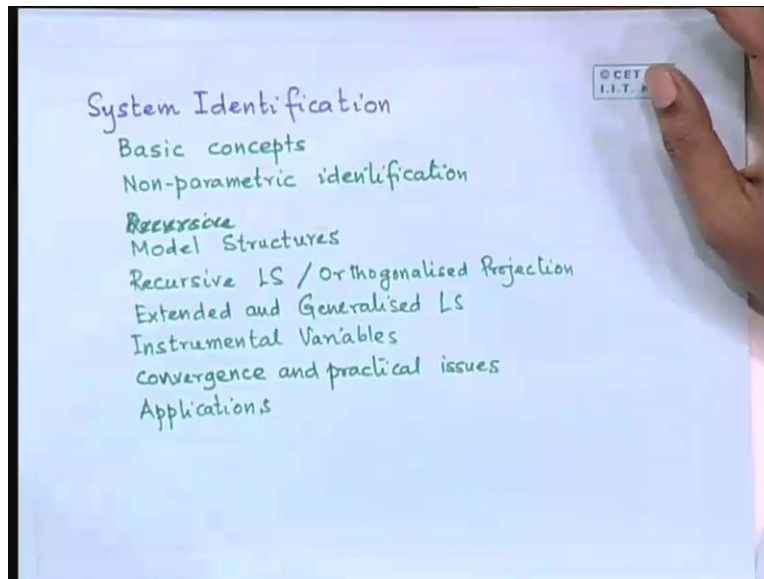 © CET
I.I.T.
System Identification
Basic concepts
Non-parametric identification
Recursive
Model Structures
Recursive LS / Orthogonalised Projection
Extended and Generalised LS
Instrumental Variables
Convergence and practical issues
Applications